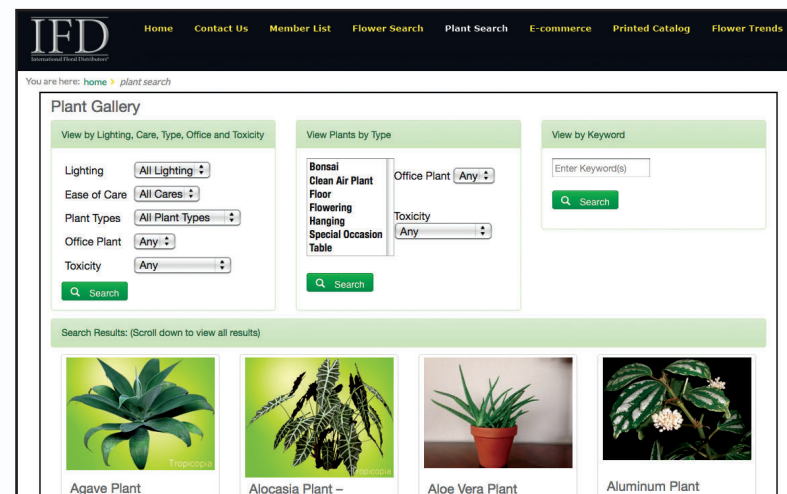 IFD
International Floral Distributors®
Home Contact Us Member List Flower Search Plant Search E-commerce Printed Catalog Flower Trends
You are here: home > plant search
Plant Gallery
View by Lighting, Care, Type, Office and Toxicity
Lighting All Lighting
Ease of Care All Cares
Plant Types All Plant Types
Office Plant Any
Toxicity Any
Search
View Plants by Type
Bonsai
Clean Air Plant
Floor
Flowering
Hanging
Special Occasion
Table
Office Plant Any
Toxicity
Any
Search
View by Keyword
Enter Keyword(s)
Search
Search Results: (Scroll down to view all results)
Tropicopia
Tropicopia
Agave Plant
Alocasia Plant –
Aloe Vera Plant
Aluminum Plant